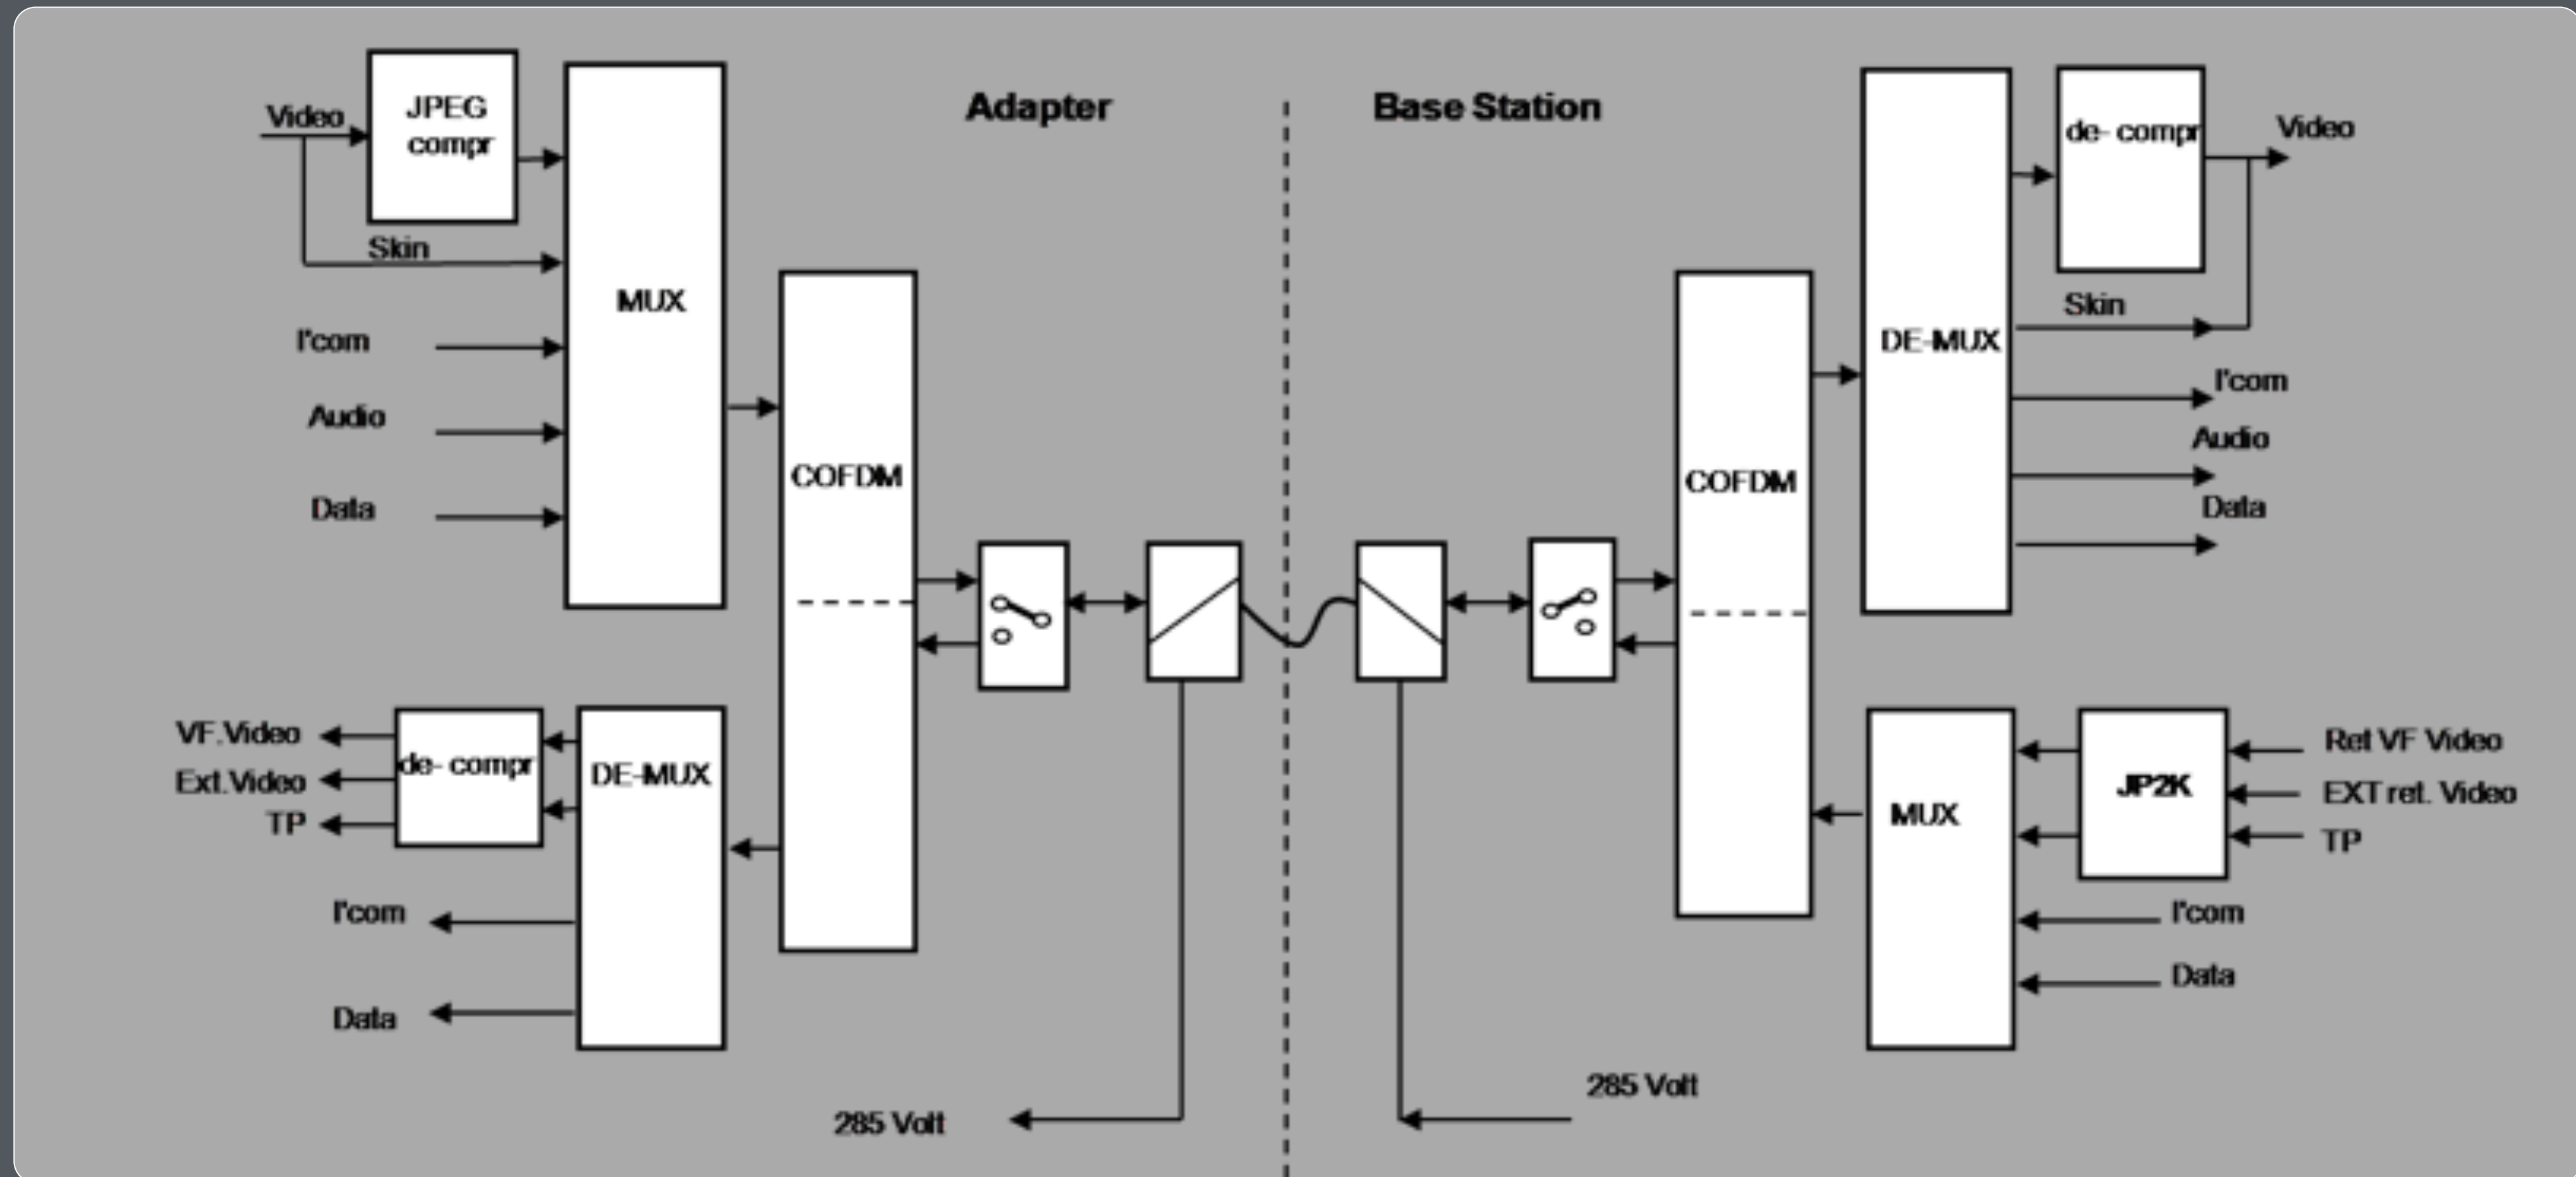 Adapter
Base Station
Video
JPEG
compr
MUX
Skin
I'com
Audio
Data
COFDM
VF.Video
Ext.Video
TP
de- compr
DE-MUX
I'com
Data
285 Volt
COFDM
DE-MUX
de- compr
Video
Skin
I'com
Audio
Data
MUX
JP2K
Ret VF Video
EXT ret. Video
TP
I'com
Data
285 Volt